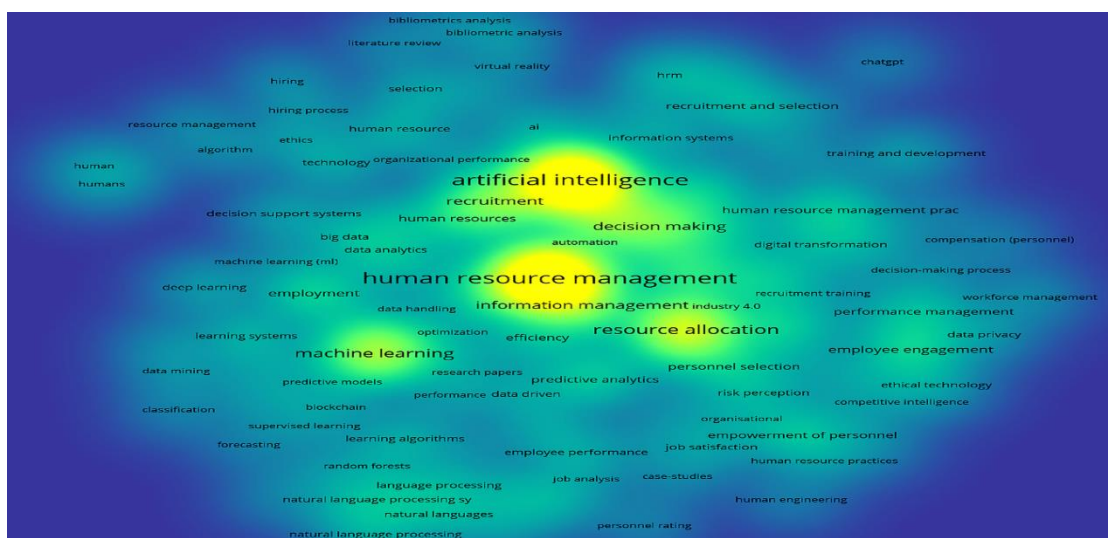 bibliometrics analysis
bibliometric analysis
literature review
virtual reality
chatgpt
hrm
hiring
selection
recruitment and selection
hiring process
resource management
human resource
ai
information systems
ethics
algorithm
training and development
human
technology
organizational performance
humans
artificial intelligence
recruitment
decision support systems
human resources
human resource management prac
decision making
big data
automation
compensation (personnel)
data analytics
digital transformation
machine learning (ml)
decision-making process
human resource management
deep learning
employment
recruitment training
workforce management
data handling
information management
industry 4.0
performance management
learning systems
optimization
efficiency
resource allocation
data privacy
machine learning
employee engagement
personnel selection
data mining
research papers
predictive models
predictive analytics
ethical technology
performance
data driven
risk perception
competitive intelligence
classification
blockchain
organisational
supervised learning
forecasting
learning algorithms
empowerment of personnel
job satisfaction
employee performance
random forests
human resource practices
job analysis
case-studies
language processing
natural language processing sy
human engineering
natural languages
personnel rating
natural language processing